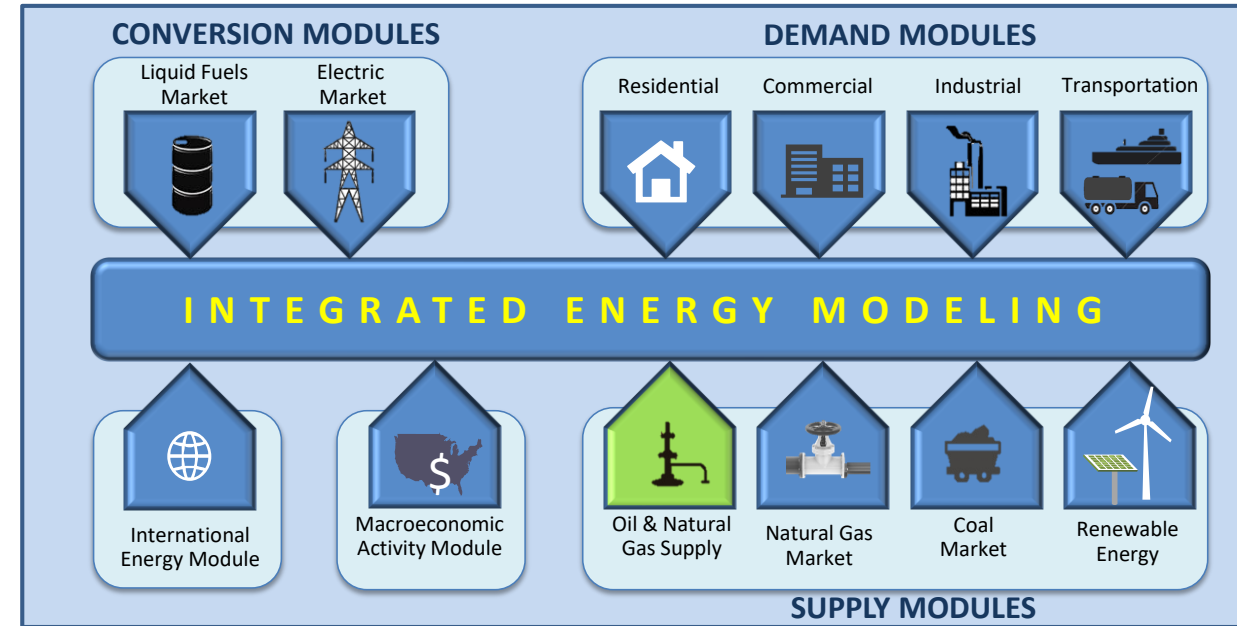 CONVERSION MODULES
Liquid Fuels
Market
Electric
Market
DEMAND MODULES
Residential
Commercial
Industrial
Transportation
INTEGRATED ENERGY MODELING
International
Energy Module
$
Macroeconomic
Activity Module
Oil & Natural
Gas Supply
Natural Gas
Market
Coal
Market
Renewable
Energy
SUPPLY MODULES